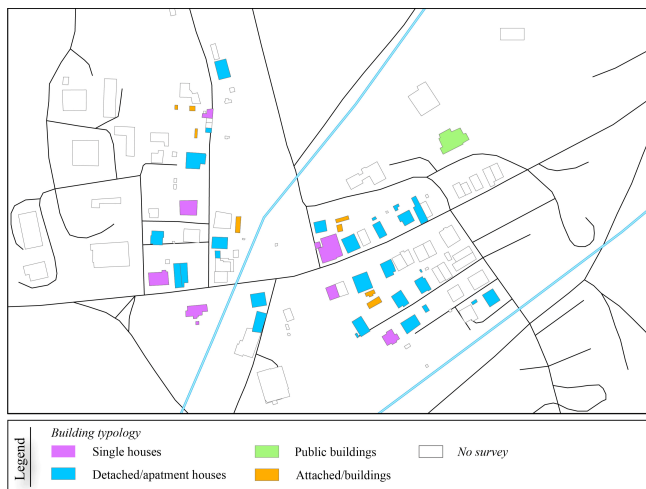 Legend
Building typology
Single houses
Detached/apatment houses
Public buildings
Attached/buildings
No survey